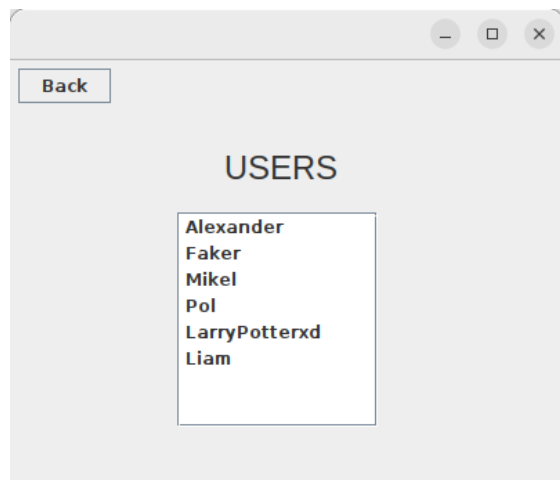 Back
USERS
Alexander
Faker
Mikel
Pol
LarryPotterxd
Liam